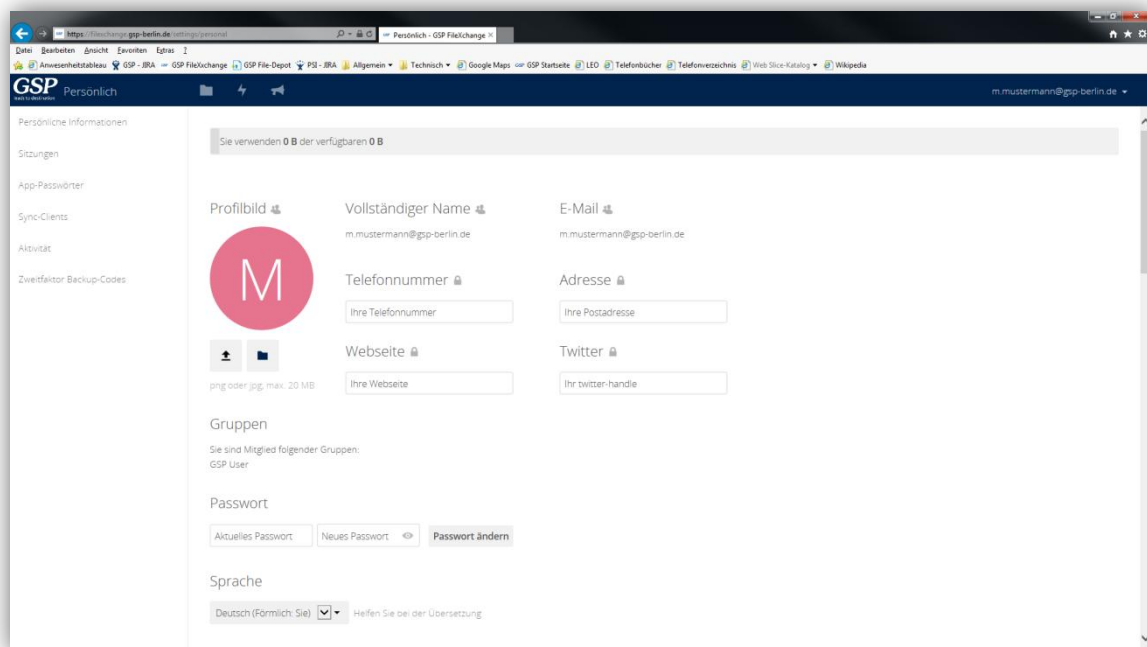 https://filexchange.gsp-berlin.de/settings/personal
Persönlich - GSP FileXchange
Datei Bearbeiten Ansicht Favoriten Extras ?
Anwesenheitstableau GSP - JIRA GSP FileXchange GSP File-Depot PSI - JIRA Allgemein Technisch Google Maps GSP Startseite LEO Telefonbücher Telefonverzeichnis Web Slice-Katalog Wikipedia
GSP Persönlich m.mustermann@gsp-berlin.de
Persönliche Informationen
Sitzungen
App-Passwörter
Sync-Clients
Aktivität
Zweitfaktor Backup-Codes
Sie verwenden 0 B der verfügbaren 0 B
Profilbild Vollständiger Name E-Mail
m.mustermann@gsp-berlin.de m.mustermann@gsp-berlin.de
M
Telefonnummer Adresse
Ihre Telefonnummer Ihre Postadresse
Webseite Twitter
png oder jpg, max. 20 MB Ihre Webseite Ihr twitter-handle
Gruppen
Sie sind Mitglied folgender Gruppen:
GSP User
Passwort
Aktuelles Passwort Neues Passwort Passwort ändern
Sprache
Deutsch (Förmlich: Sie) Helfen Sie bei der Übersetzung